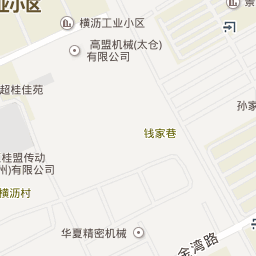 业小区
横沥工业小区
景
高盟机械(太仓)
有限公司
超桂佳苑
孙家
钱家巷
桂盟传动
州)有限公司
横沥村
华夏精密机械
金湾路